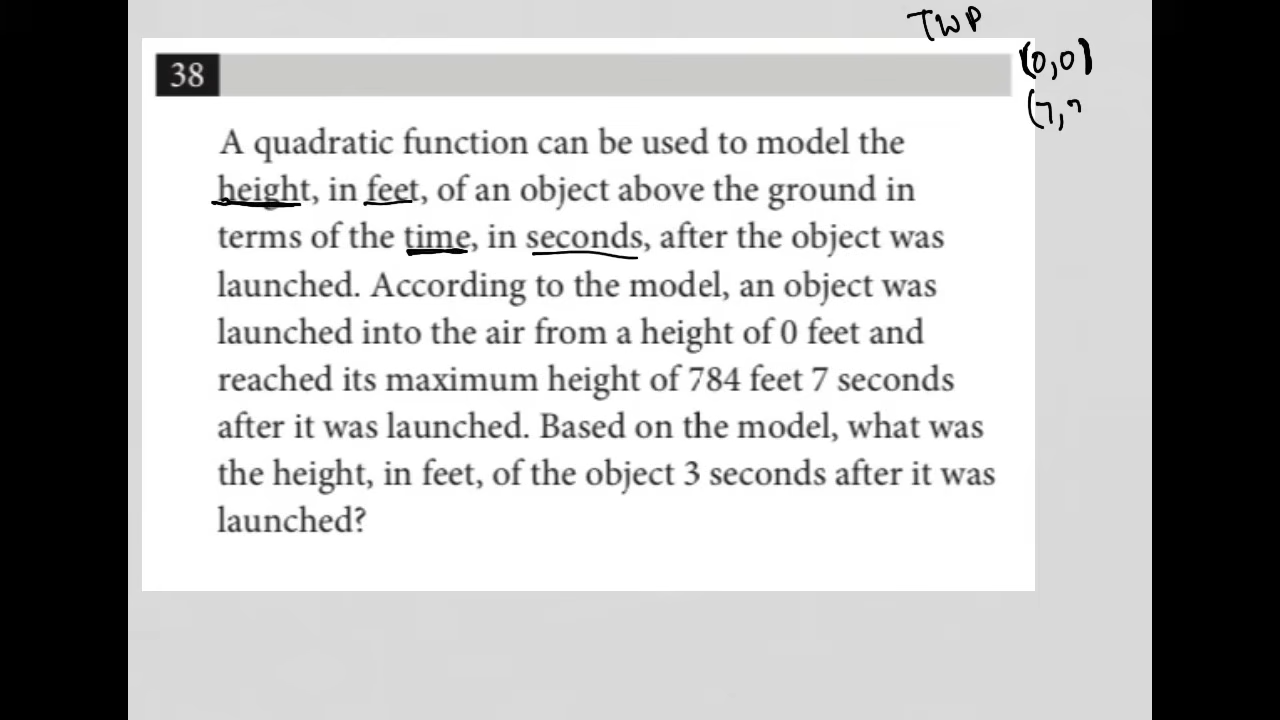 TWP
38
(0,0)
(7,
A quadratic function can be used to model the
height, in feet, of an object above the ground in
terms of the time, in seconds, after the object was
launched. According to the model, an object was
launched into the air from a height of 0 feet and
reached its maximum height of 784 feet 7 seconds
after it was launched. Based on the model, what was
the height, in feet, of the object 3 seconds after it was
launched?